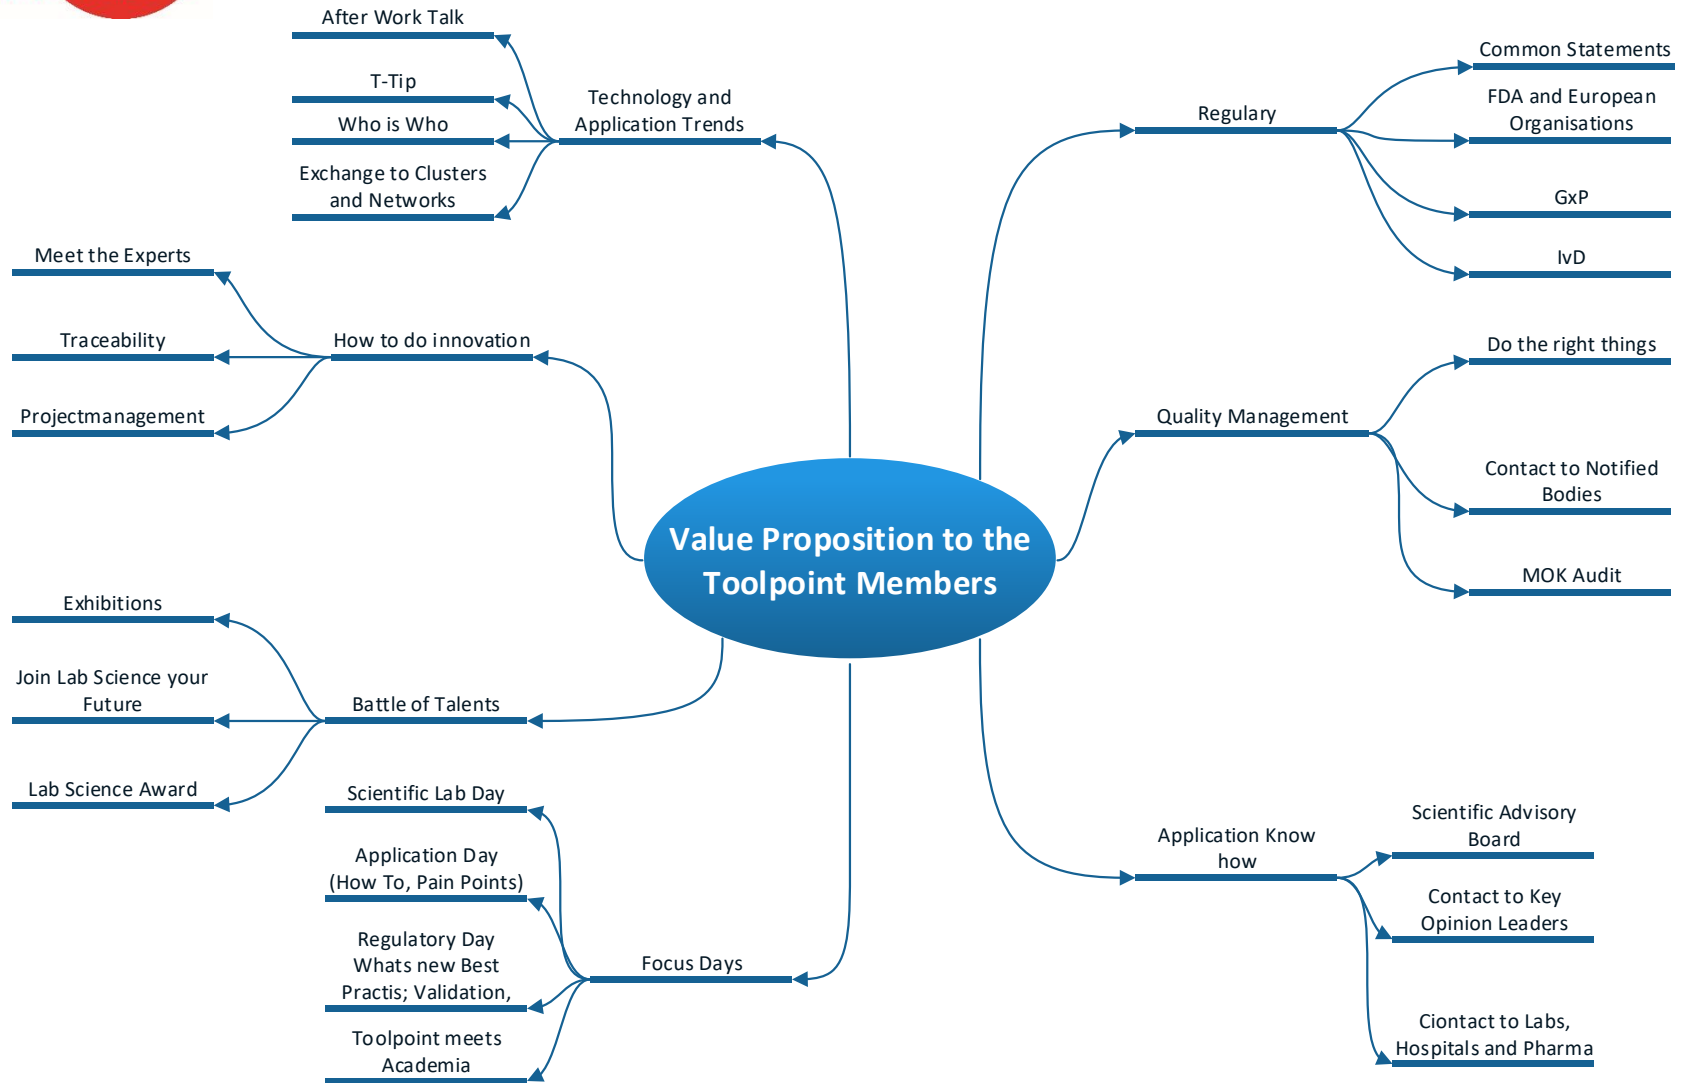 After Work Talk
T-Tip
Who is Who
Exchange to Clusters
and Networks
Technology and
Application Trends
Meet the Experts
Traceability
Projectmanagement
How to do innovation
Exhibitions
Join Lab Science your
Future
Lab Science Award
Battle of Talents
Scientific Lab Day
Application Day
(How To, Pain Points)
Regulatory Day
Whats new Best
Practis; Validation,
Toolpoint meets
Academia
Focus Days
Value Proposition to the
Toolpoint Members
Regulary
Common Statements
FDA and European
Organisations
GxP
IvD
Quality Management
Do the right things
Contact to Notified
Bodies
MOK Audit
Application Know
how
Scientific Advisory
Board
Contact to Key
Opinion Leaders
Ciontact to Labs,
Hospitals and Pharma